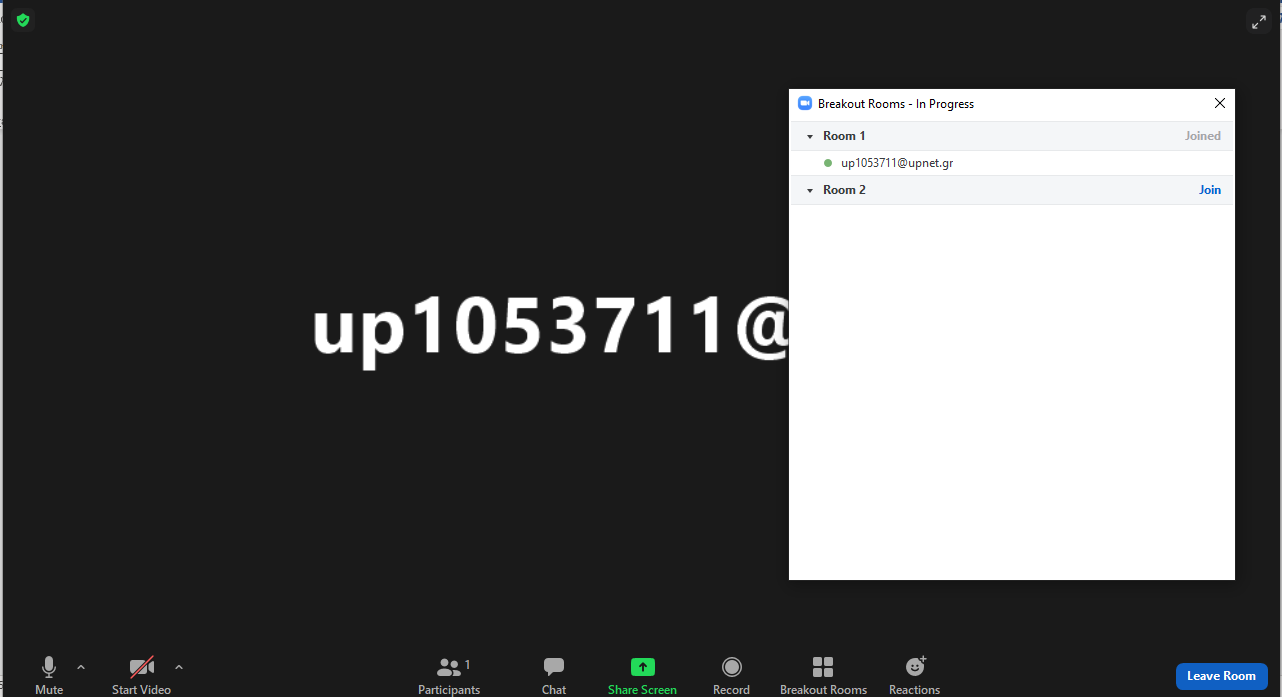 Breakout Rooms - In Progress
Room 1 Joined
up1053711@upnet.gr
Room 2 Join
up1053711@
1
Mute Start Video Participants Chat Share Screen Record Breakout Rooms Reactions Leave Room